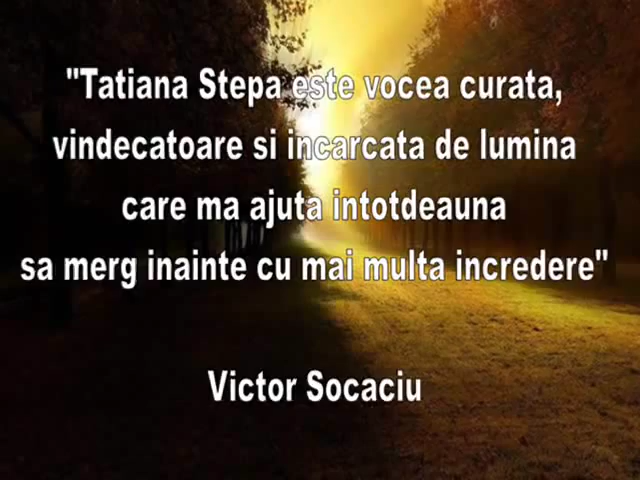 "Tatiana Stepa este vocea curata,
vindecatoare si incarcata de lumina
care ma ajuta intotdeauna
sa merg inainte cu mai multa incredere"
Victor Socaciu